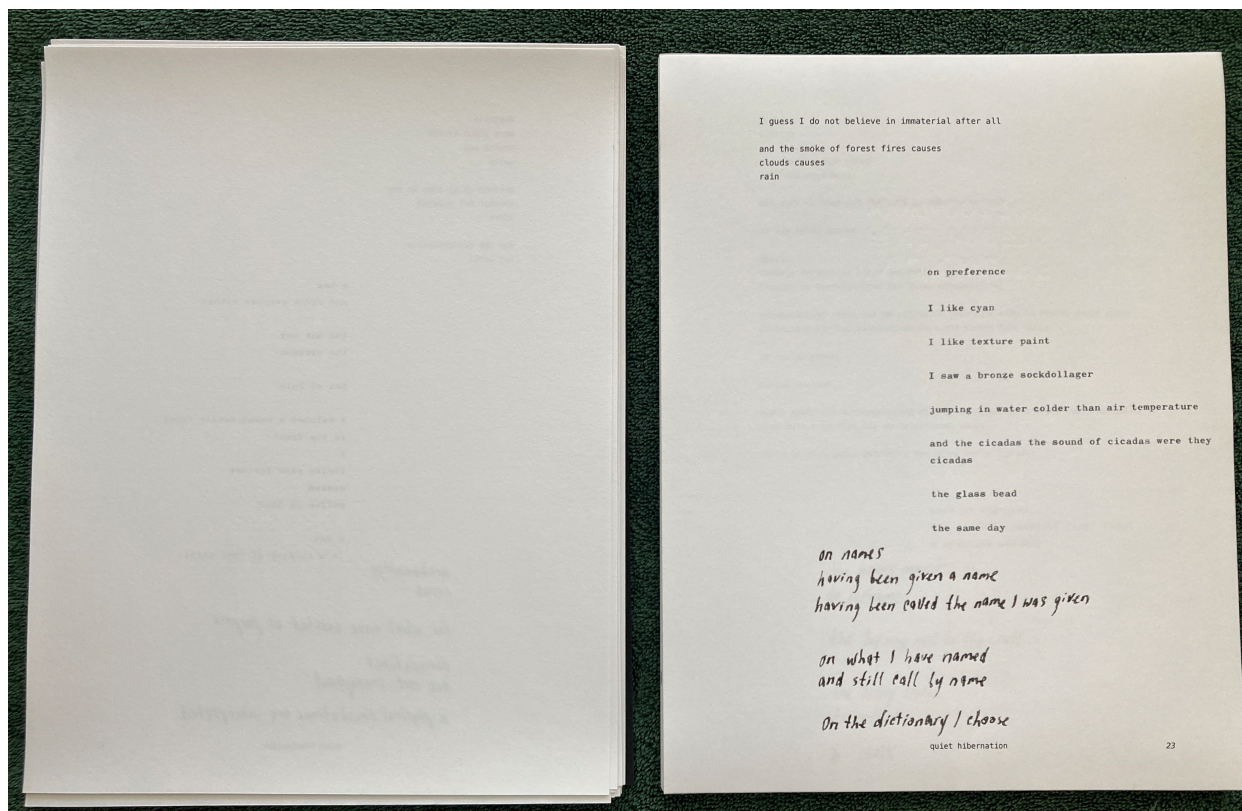 I guess I do not believe in immaterial after all
and the smoke of forest fires causes
clouds causes
rain
on preference
I like cyan
I like texture paint
I saw a bronze sockdollager
jumping in water colder than air temperature
and the cicadas the sound of cicadas were they
cicadas
the glass bead
the same day
on names
having been given a name
having been called the name I was given
on what I have named
and still call by name
On the dictionary I choose
quiet hibernation 23